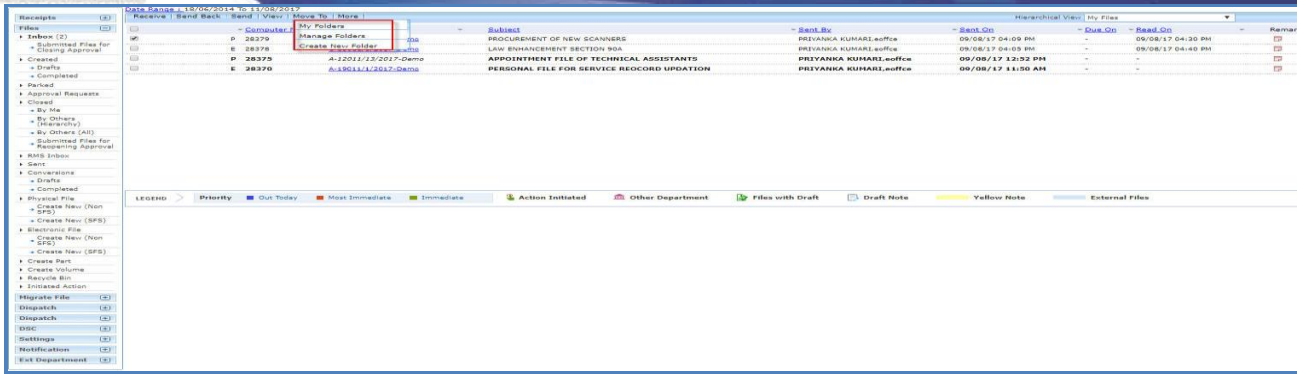 Date Range : 18/06/2014 To 11/08/2017
Receipts
Files
Inbox (2)
Submitted Files for Closing Approval
Created
Drafts
Completed
Parked
Approval Requests
Closed
By Me
By Others (Hierarchy)
By Others (All)
Submitted Files for Reopening Approval
RMS Inbox
Sent
Conversions
Drafts
Completed
Physical File
Create New (Non SFS)
Create New (SFS)
Electronic File
Create New (Non SFS)
Create New (SFS)
Create Part
Create Volume
Recycle Bin
Initiated Action
Migrate File
Dispatch
Dispatch
DSC
Settings
Notification
Ext Department
Receive | Send Back | Send | View | Move To | More |
Hierarchical View My Files
My Folders
Manage Folders
Create New Folder
Computer Subject Sent By Sent On Due On Read On Remar
P 28379 PROCUREMENT OF NEW SCANNERS PRIYANKA KUMARI,eoffce 09/08/17 04:09 PM - 09/08/17 04:30 PM
E 28378 LAW ENHANCEMENT SECTION 90A PRIYANKA KUMARI,eoffce 09/08/17 04:05 PM - 09/08/17 04:40 PM
P 28375 A-12011/13/2017-Demo APPOINTMENT FILE OF TECHNICAL ASSISTANTS PRIYANKA KUMARI,eoffce 09/08/17 12:52 PM - -
E 28370 A-19011/1/2017-Demo PERSONAL FILE FOR SERVICE REOCORD UPDATION PRIYANKA KUMARI,eoffce 09/08/17 11:50 AM - -
LEGEND Priority Out Today Most Immediate Immediate Action Initiated Other Department Files with Draft Draft Note Yellow Note External Files